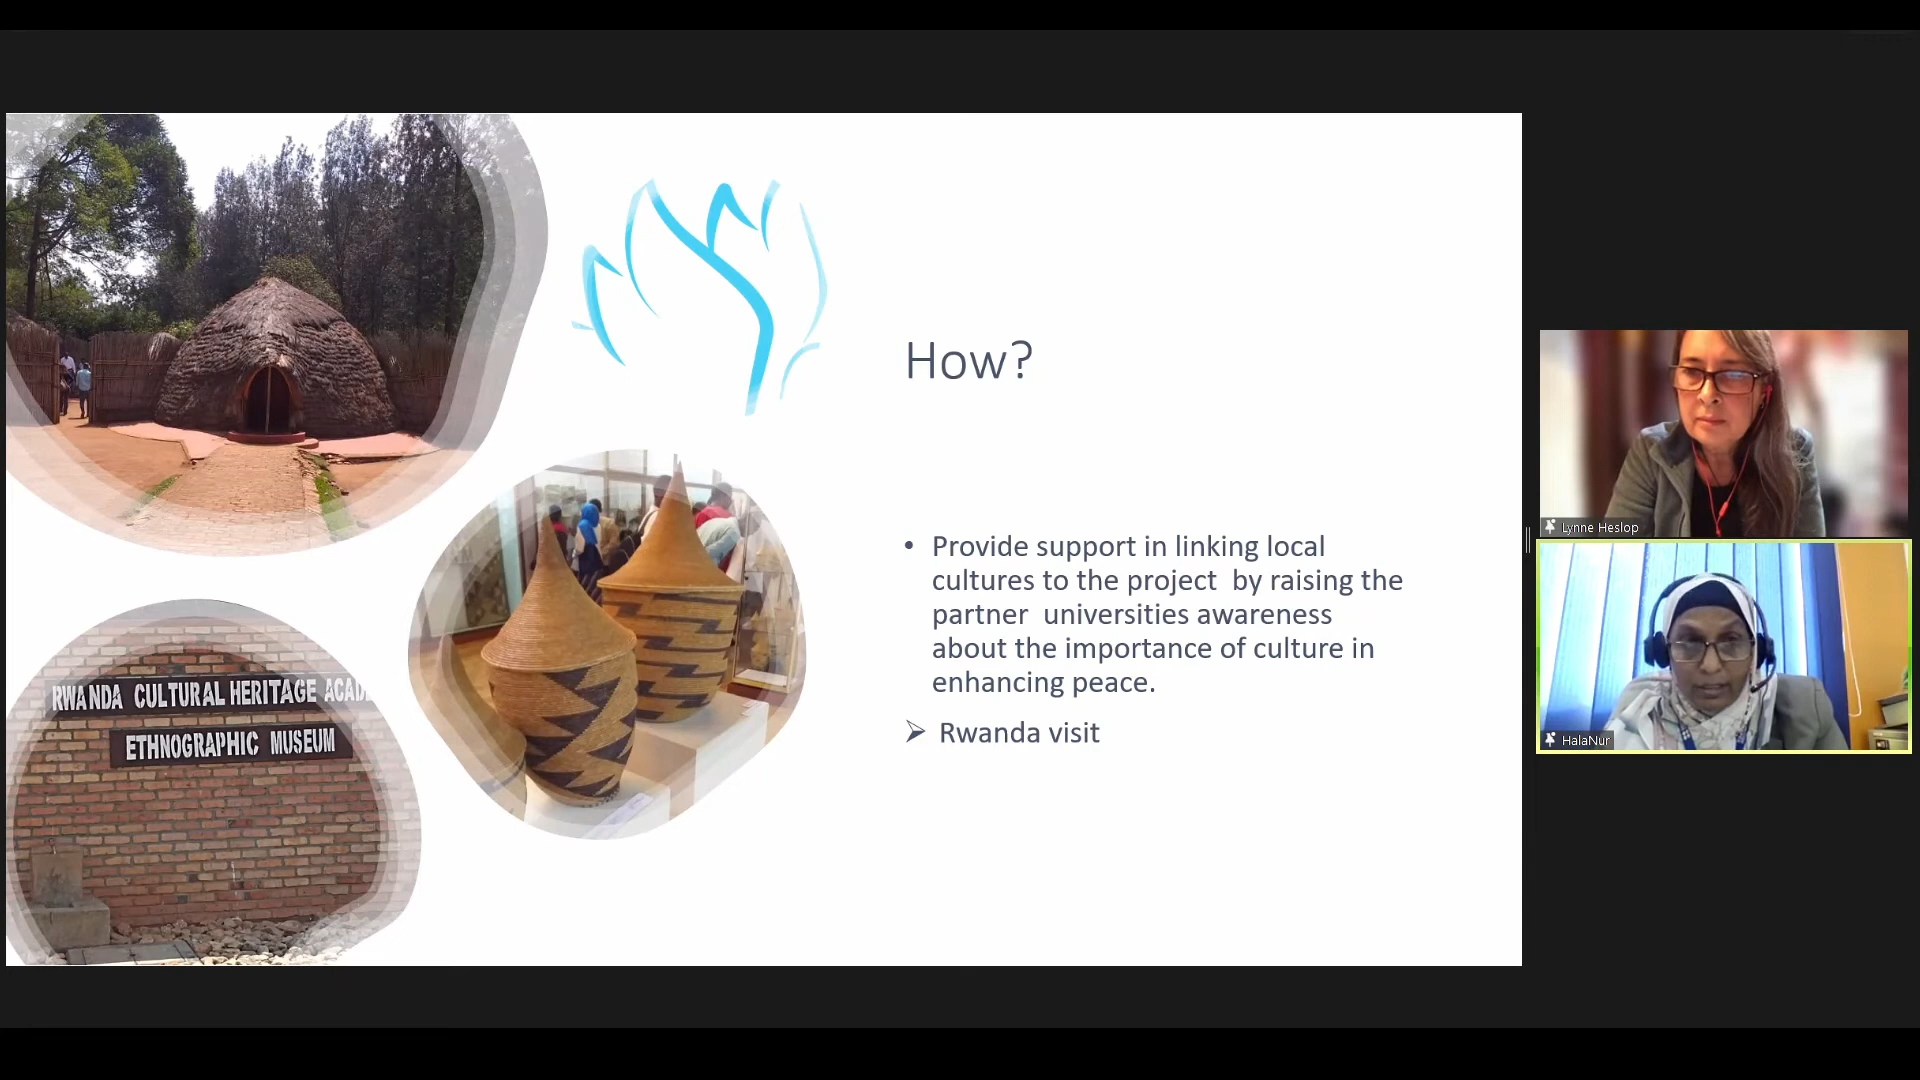 How?
• Provide support in linking local
cultures to the project by raising the
partner universities awareness
about the importance of culture in
enhancing peace.
➢ Rwanda visit
RWANDA CULTURAL HERITAGE
ETHNOGRAPHIC MUSEUM
Lynne Heslop
HalaNur